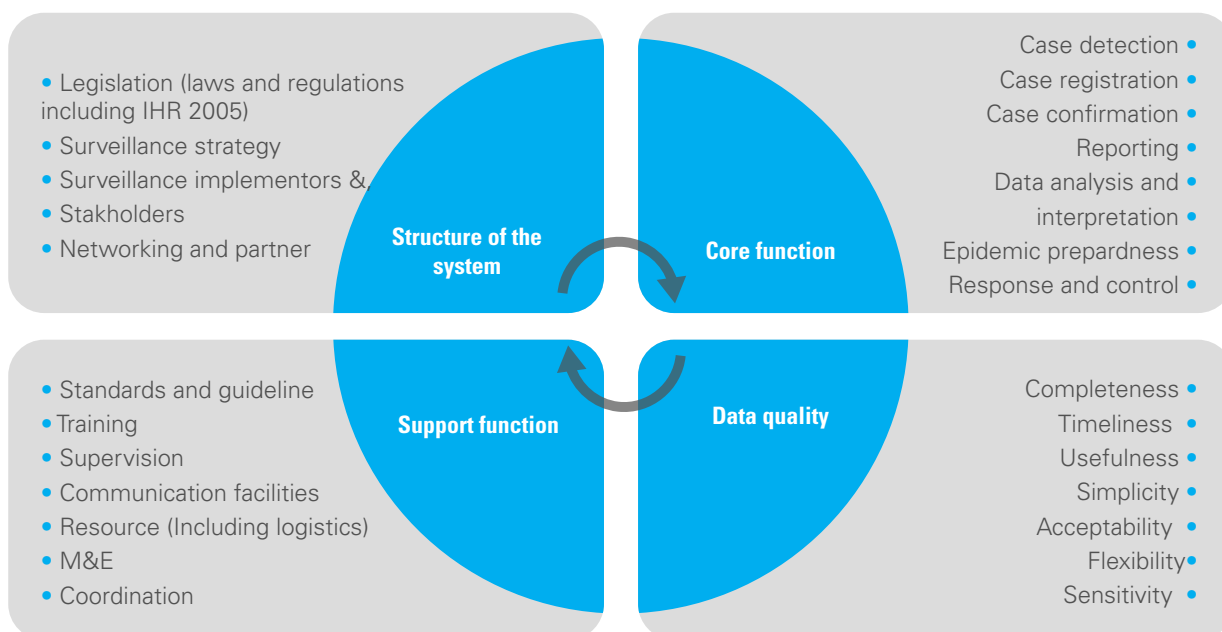 • Legislation (laws and regulations
including IHR 2005)
• Surveillance strategy
• Surveillance implementors &,
• Stakholders
• Networking and partner
Structure of the
system
Case detection •
Case registration •
Case confirmation •
Reporting •
Data analysis and •
interpretation •
Epidemic prepardness •
Response and control •
Core function
• Standards and guideline
• Training
• Supervision
• Communication facilities
• Resource (Including logistics)
• M&E
• Coordination
Support function
Completeness •
Timeliness •
Usefulness •
Simplicity •
Acceptability •
Flexibility•
Sensitivity •
Data quality